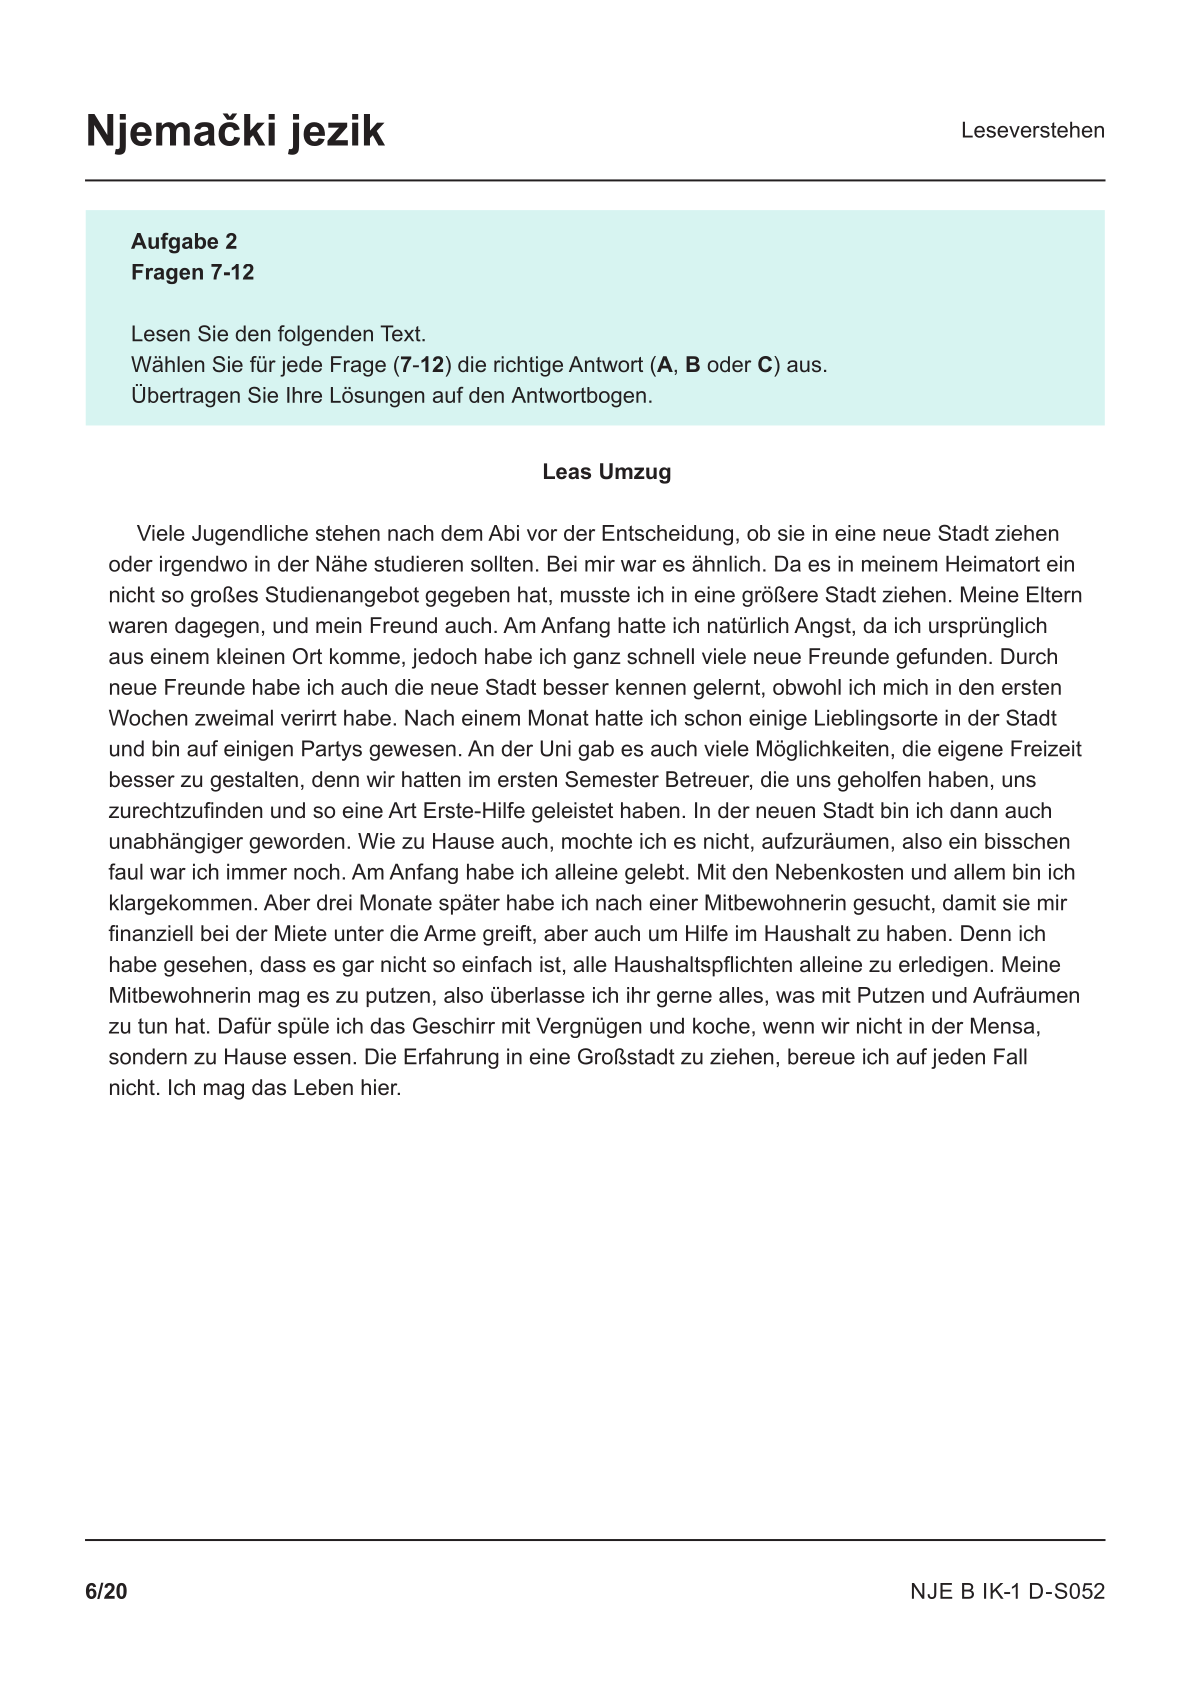 Njemački jezik
Leseverstehen
Aufgabe 2
Fragen 7-12
Lesen Sie den folgenden Text.
Wählen Sie für jede Frage (7-12) die richtige Antwort (A, B oder C) aus.
Übertragen Sie Ihre Lösungen auf den Antwortbogen.
Leas Umzug
Viele Jugendliche stehen nach dem Abi vor der Entscheidung, ob sie in eine neue Stadt ziehen
oder irgendwo in der Nähe studieren sollten. Bei mir war es ähnlich. Da es in meinem Heimatort ein
nicht so großes Studienangebot gegeben hat, musste ich in eine größere Stadt ziehen. Meine Eltern
waren dagegen, und mein Freund auch. Am Anfang hatte ich natürlich Angst, da ich ursprünglich
aus einem kleinen Ort komme, jedoch habe ich ganz schnell viele neue Freunde gefunden. Durch
neue Freunde habe ich auch die neue Stadt besser kennen gelernt, obwohl ich mich in den ersten
Wochen zweimal verirrt habe. Nach einem Monat hatte ich schon einige Lieblingsorte in der Stadt
und bin auf einigen Partys gewesen. An der Uni gab es auch viele Möglichkeiten, die eigene Freizeit
besser zu gestalten, denn wir hatten im ersten Semester Betreuer, die uns geholfen haben, uns
zurechtzufinden und so eine Art Erste-Hilfe geleistet haben. In der neuen Stadt bin ich dann auch
unabhängiger geworden. Wie zu Hause auch, mochte ich es nicht, aufzuräumen, also ein bisschen
faul war ich immer noch. Am Anfang habe ich alleine gelebt. Mit den Nebenkosten und allem bin ich
klargekommen. Aber drei Monate später habe ich nach einer Mitbewohnerin gesucht, damit sie mir
finanziell bei der Miete unter die Arme greift, aber auch um Hilfe im Haushalt zu haben. Denn ich
habe gesehen, dass es gar nicht so einfach ist, alle Haushaltspflichten alleine zu erledigen. Meine
Mitbewohnerin mag es zu putzen, also überlasse ich ihr gerne alles, was mit Putzen und Aufräumen
zu tun hat. Dafür spüle ich das Geschirr mit Vergnügen und koche, wenn wir nicht in der Mensa,
sondern zu Hause essen. Die Erfahrung in eine Großstadt zu ziehen, bereue ich auf jeden Fall
nicht. Ich mag das Leben hier.
6/20
NJE B IK-1 D-S052